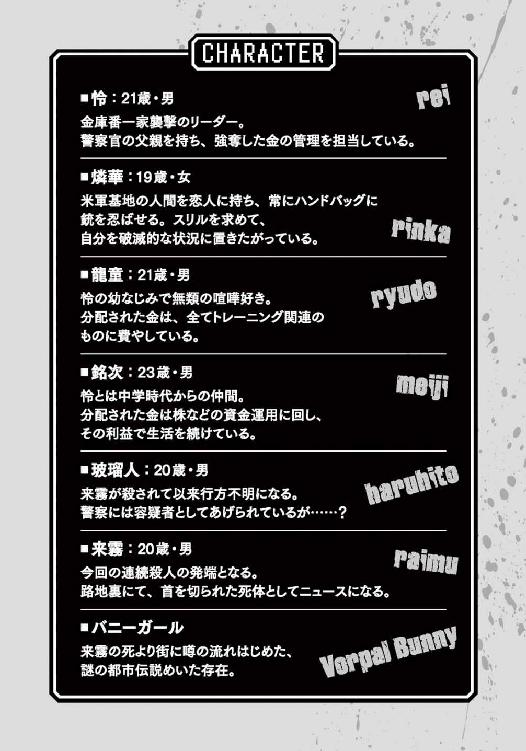 CHARACTER
■怜：21歳・男
rei
金庫番一家襲撃のリーダー。
警察官の父親を持ち、強奪した金の管理を担当している。
■燐華：19歳・女
米軍基地の人間を恋人に持ち、常にハンドバッグに
銃を忍ばせる。スリルを求めて、
自分を破滅的な状況に置きたがっている。
rinka
■龍童：21歳・男
怜の幼なじみで無類の喧嘩好き。
分配された金は、全てトレーニング関連の
ものに費やしている。
ryudo
■銘次：23歳・男
怜とは中学時代からの仲間。
分配された金は株などの資金運用に回し、
その利益で生活を続けている。
meiji
■玻瑠人：20歳・男
来霧が殺されて以来行方不明になる。
警察には容疑者としてあげられているが……？
haruhito
■来霧：20歳・男
今回の連続殺人の発端となる。
路地裏にて、首を切られた死体としてニュースになる。
raimu
■バニーガール
来霧の死より街に噂の流れはじめた、
謎の都市伝説めいた存在。
Vorpal Bunny